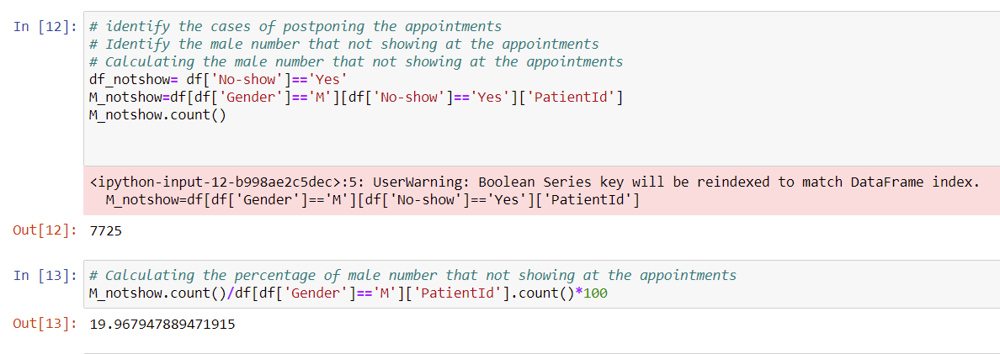 In [12]: # identify the cases of postponing the appointments
# Identify the male number that not showing at the appointments
# Calculating the male number that not showing at the appointments
df_notshow= df['No-show']=='Yes'
M_notshow=df[df['Gender']=='M'][df['No-show']=='Yes']['PatientId']
M_notshow.count()
<ipython-input-12-b998ae2c5dec>:5: UserWarning: Boolean Series key will be reindexed to match DataFrame index.
M_notshow=df[df['Gender']=='M'][df['No-show']=='Yes']['PatientId']
Out[12]: 7725
In [13]: # Calculating the percentage of male number that not showing at the appointments
M_notshow.count()/df[df['Gender']=='M']['PatientId'].count()*100
Out[13]: 19.967947889471915